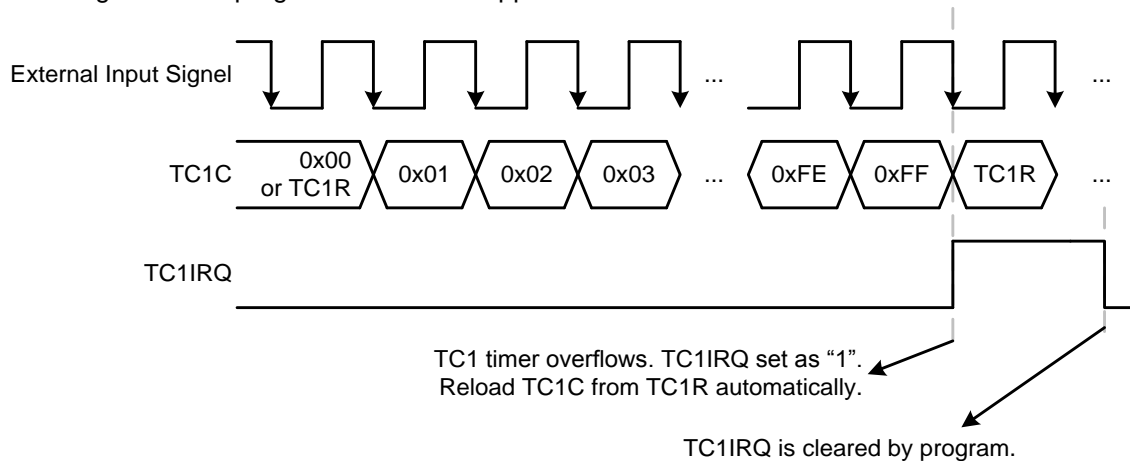 External Input Signel
...
...
TC1C
0x00
or TC1R
0x01
0x02
0x03
...
0xFE
0xFF
TC1R
...
TC1IRQ
TC1 timer overflows. TC1IRQ set as “1”.
Reload TC1C from TC1R automatically.
TC1IRQ is cleared by program.